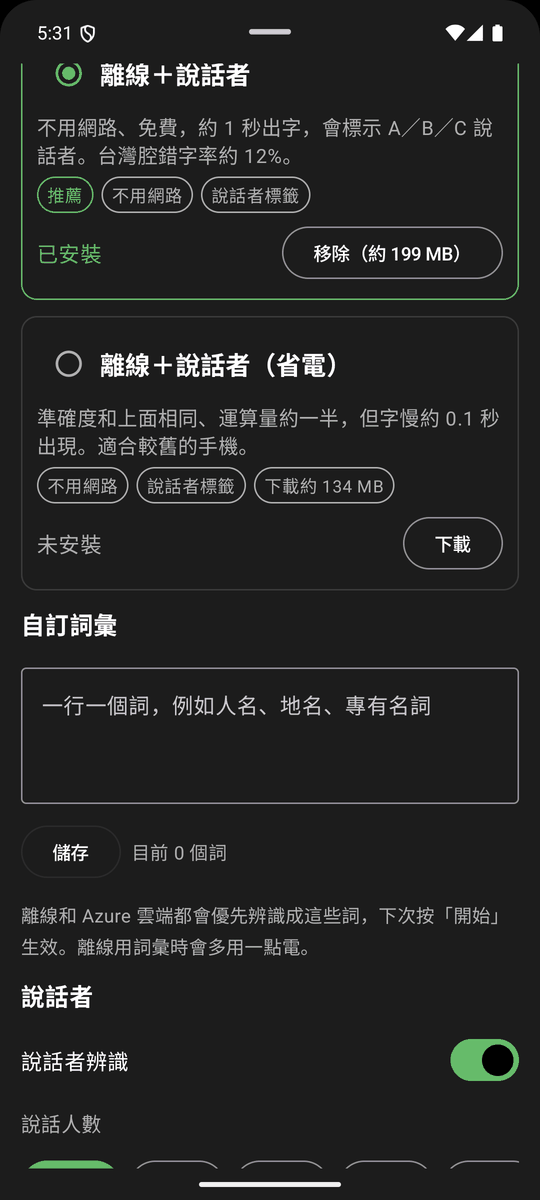 5:31
離線＋說話者
不用網路、免費，約 1 秒出字，會標示 A／B／C 說
話者。台灣腔錯字率約 12%。
推薦 不用網路 說話者標籤
已安裝 移除（約 199 MB）
離線＋說話者（省電）
準確度和上面相同、運算量約一半，但字慢約 0.1 秒
出現。適合較舊的手機。
不用網路 說話者標籤 下載約 134 MB
未安裝 下載
自訂詞彙
一行一個詞，例如人名、地名、專有名詞
儲存 目前 0 個詞
離線和 Azure 雲端都會優先辨識成這些詞，下次按「開始」
生效。離線用詞彙時會多用一點電。
說話者
說話者辨識
說話人數